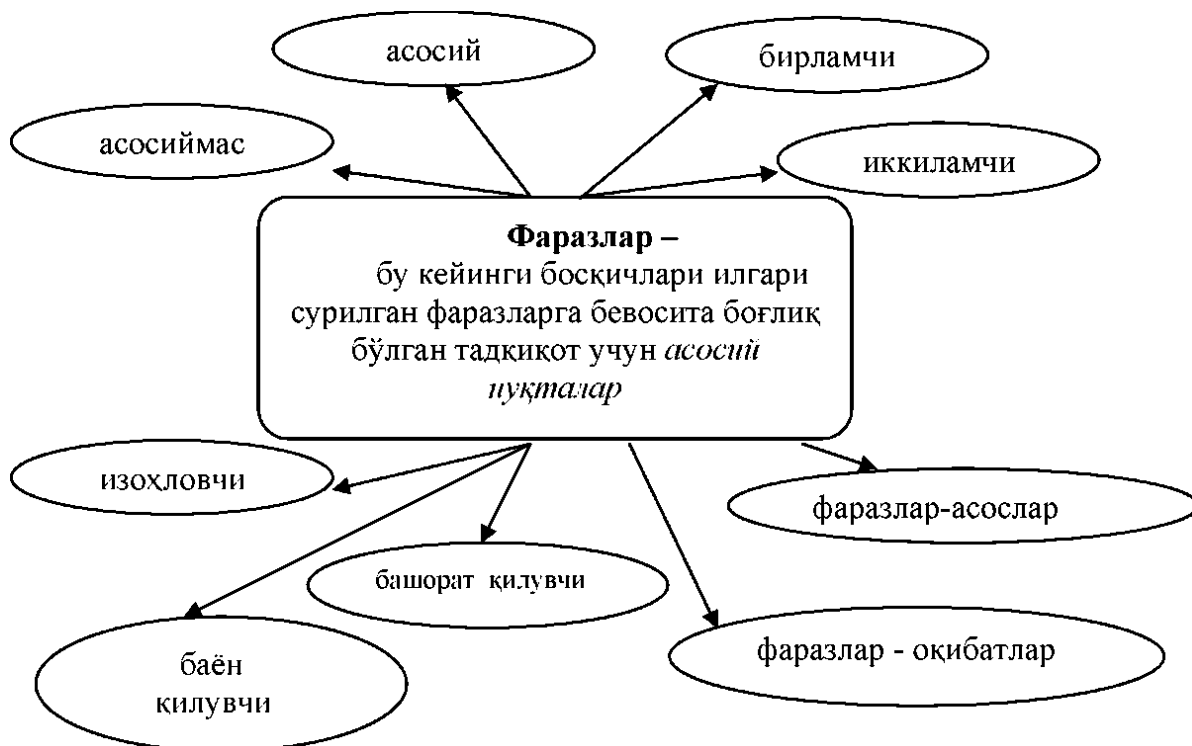 асосий
бирламчи
асосиймас
иккиламчи
Фаразлар –
бу кейинги босқичлари илгари
сурилган фаразларга бевосита боғлиқ
бўлган тадқиқот учун асосий
нуқталар
изоҳловчи
фаразлар-асослар
башорат қилувчи
фаразлар - оқибатлар
баён
қилувчи